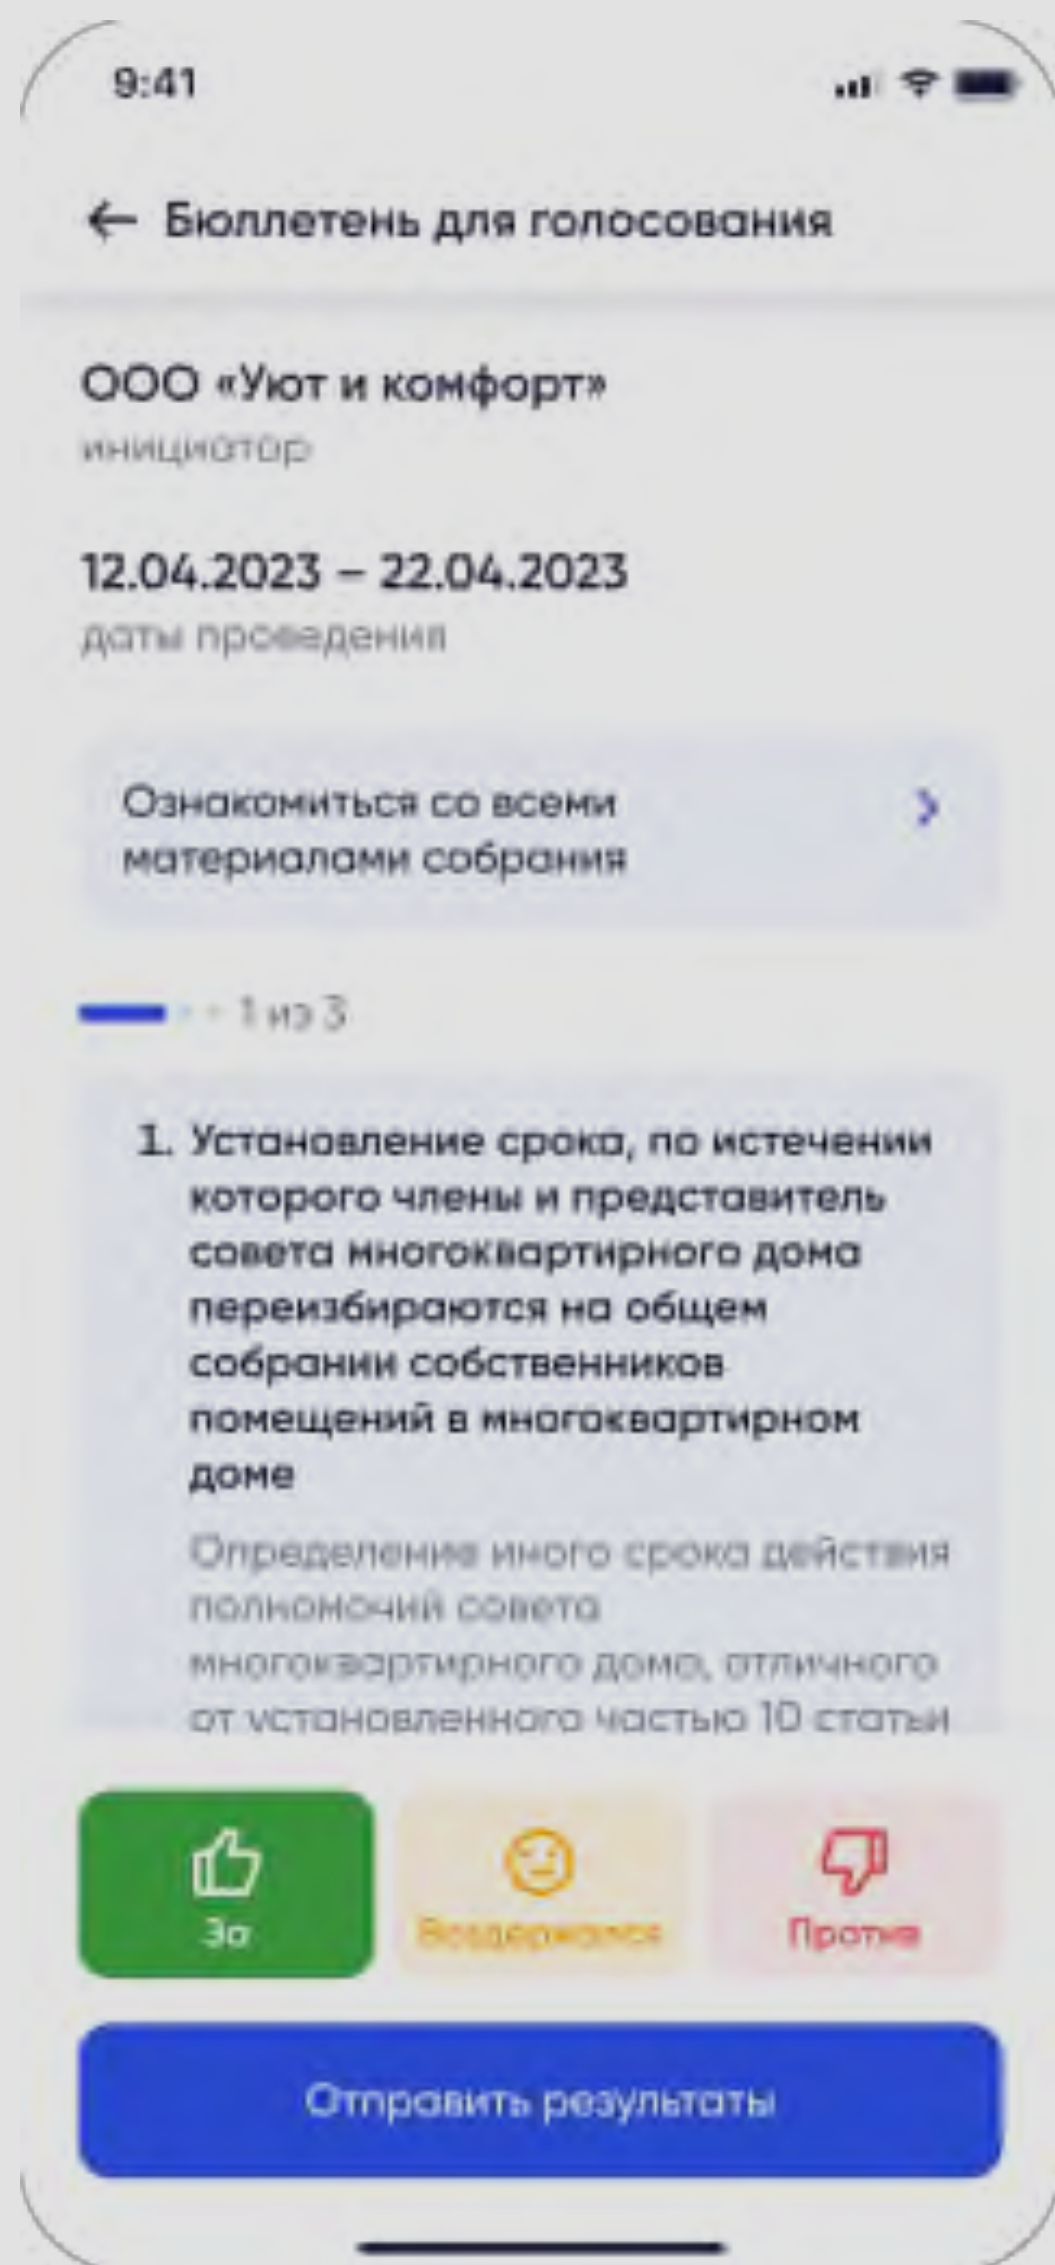 9:41
Бюллетень для голосования
ООО «Уют и комфорт»
инициатор
12.04.2023 – 22.04.2023
даты проведения
Ознакомиться со всеми
материалами собрания
1 из 3
1. Установление срока, по истечении
которого члены и представитель
совета многоквартирного дома
переизбираются на общем
собрании собственников
помещений в многоквартирном
доме
Определение иного срока действия
полномочий совета
многоквартирного дома, отличного
от установленного частью 10 статьи
За
Воздержался
Против
Отправить результаты